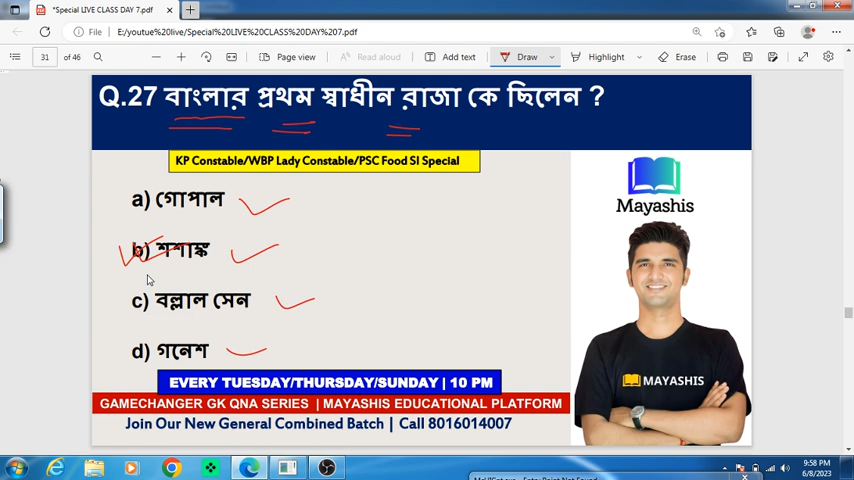 *Special LIVE CLASS DAY 7.pdf
File
E:/youtue%20live/Special%20LIVE%20CLASS%20DAY%207.pdf
31 of 46
Page view
Read aloud
Add text
Draw
Highlight
Erase
Q.27 বাংলার প্রথম স্বাধীন রাজা কে ছিলেন ?
KP Constable/WBP Lady Constable/PSC Food SI Special
a) গোপাল
b) শশাঙ্ক
c) বল্লাল সেন
d) গনেশ
Mayashis
MAYASHIS
EVERY TUESDAY/THURSDAY/SUNDAY | 10 PM
GAMECHANGER GK QNA SERIES | MAYASHIS EDUCATIONAL PLATFORM
Join Our New General Combined Batch | Call 8016014007
9:58 PM
6/8/2023